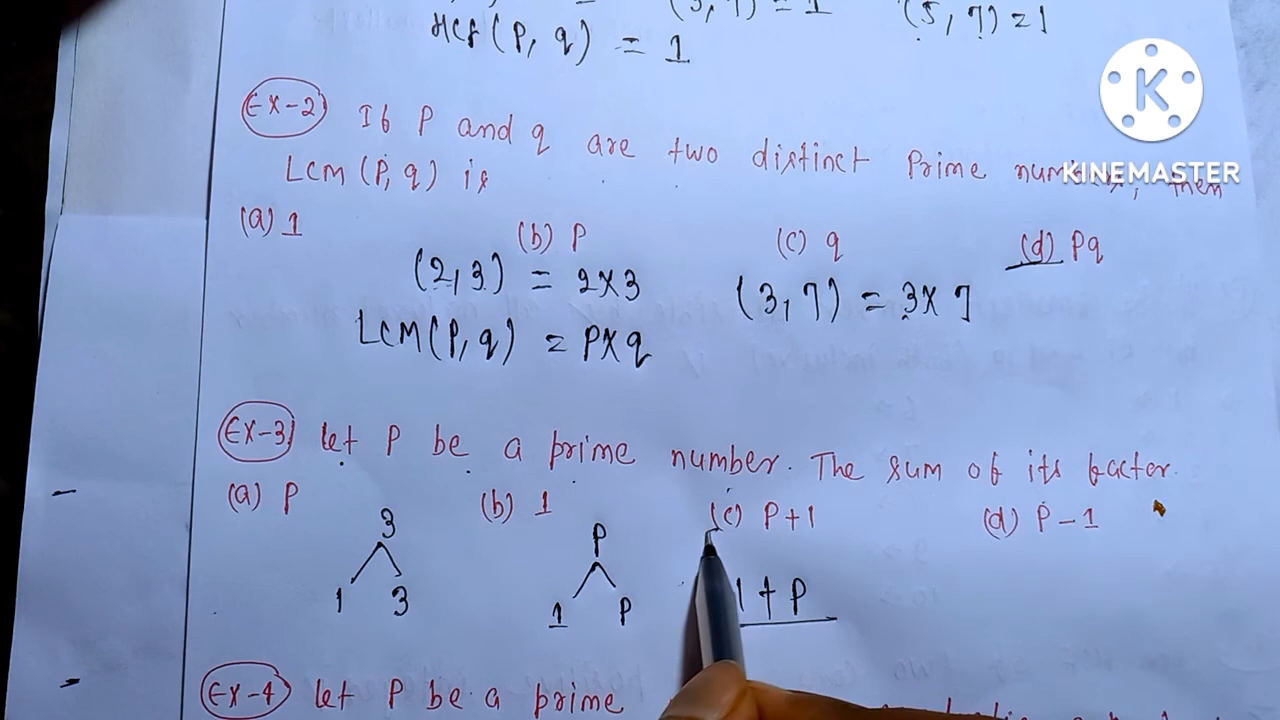 (3, 7) = 1 (5, 7) = 1
HCF (P, q) = 1
Ex-2 If P and q are two distinct Prime numbers, then
LCM (P, q) is
(a) 1 (b) P (c) q (d) Pq
(2, 3) = 2×3 (3, 7) = 3×7
LCM (P, q) = P×q
Ex-3 Let P be a prime number. The sum of its factor.
(a) P (b) 1 (c) P+1 (d) P-1
3 P
1 3 1 P 1+P
Ex-4 Let P be a prime
K
KINEMASTER